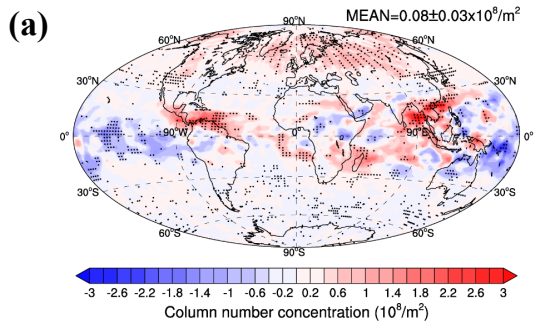 (a)
MEAN=0.08±0.03x10⁸/m²
90°N
60°N 60°N
30°N 30°N
0° 90°W 0° 90°E 0°
30°S 30°S
60°S 60°S
90°S
-3 -2.6 -2.2 -1.8 -1.4 -1 -0.6 -0.2 0.2 0.6 1 1.4 1.8 2.2 2.6 3
Column number concentration (10⁸/m²)